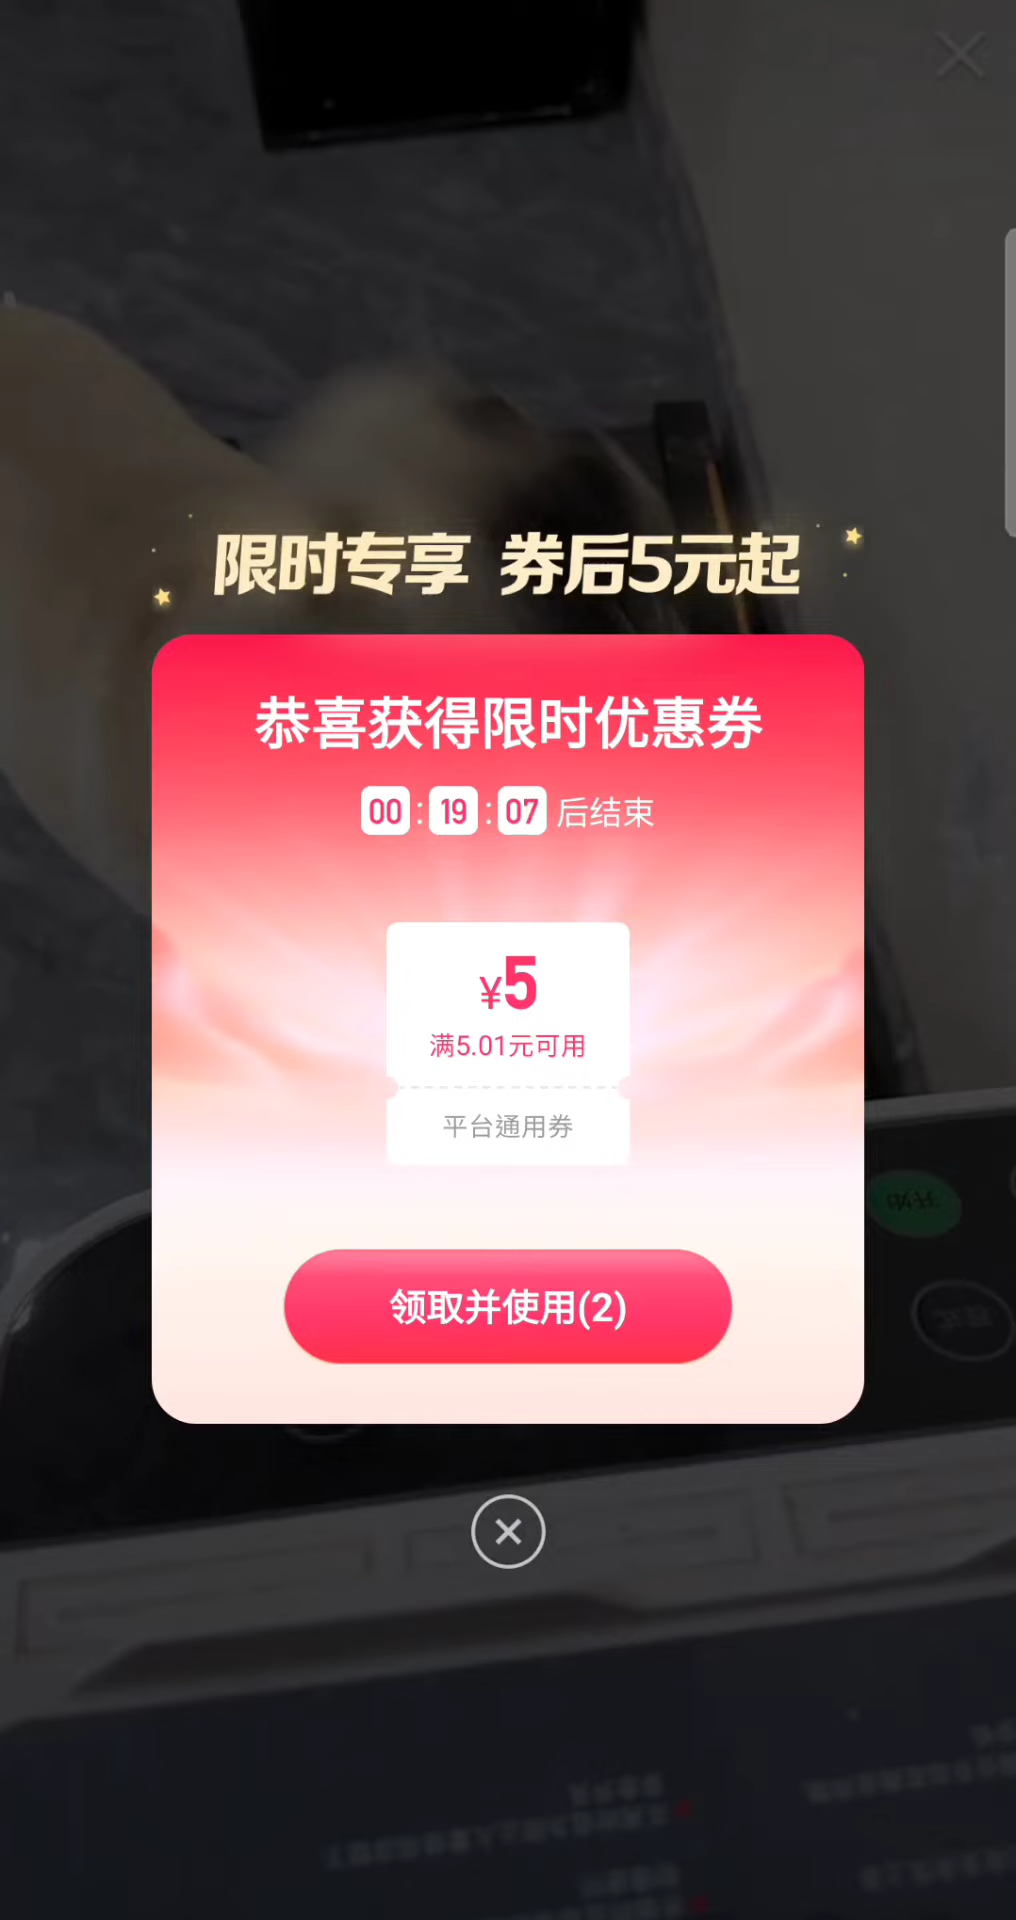 限时专享 券后5元起
恭喜获得限时优惠券
00:19:07 后结束
¥5
满5.01元可用
平台通用券
领取并使用(2)
开始